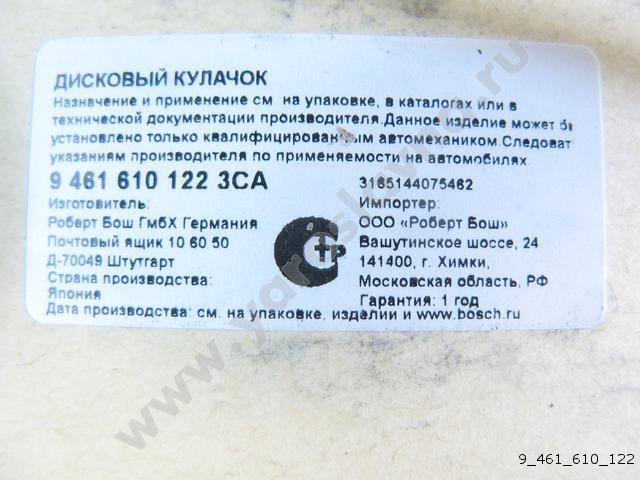 ДИСКОВЫЙ КУЛАЧОК
Назначение и применение см. на упаковке, в каталогах или в
технической документации производителя.Данное изделие может бы
установлено только квалифицированным автомехаником.Следоват
указаниям производителя по применяемости на автомобилях.
9 461 610 122 3CA
3165144075462
Изготовитель:
Роберт Бош ГмбХ Германия
Почтовый ящик 10 60 50
Д-70049 Штутгарт
Страна производства:
Япония
Импортер:
ООО «Роберт Бош»
Вашутинское шоссе, 24
141400, г. Химки,
Московская область, РФ
Гарантия: 1 год
Дата производства: см. на упаковке, изделии и www.bosch.ru
9_461_610_122